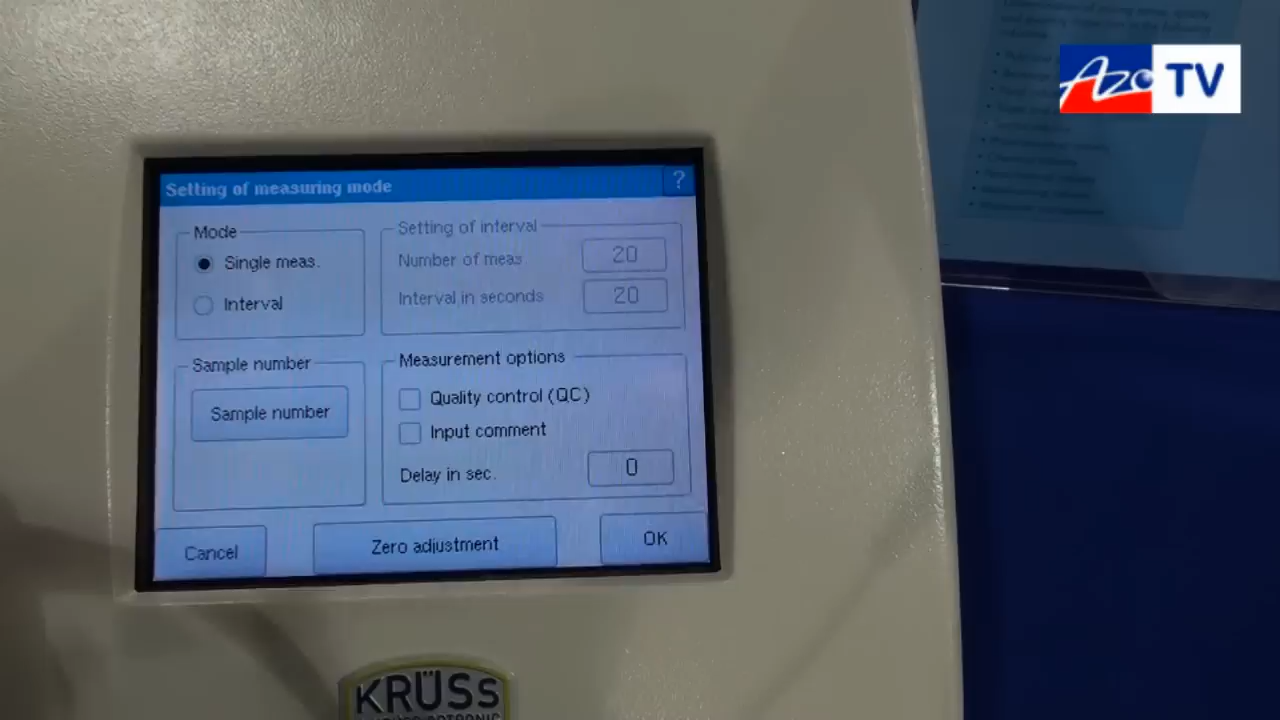 AZO TV
Setting of measuring mode ?
Mode
Single meas.
Interval
Setting of interval
Number of meas 20
Interval in seconds 20
Sample number
Sample number
Measurement options
Quality control (QC)
Input comment
Delay in sec. 0
Cancel
Zero adjustment
OK
KRÜSS